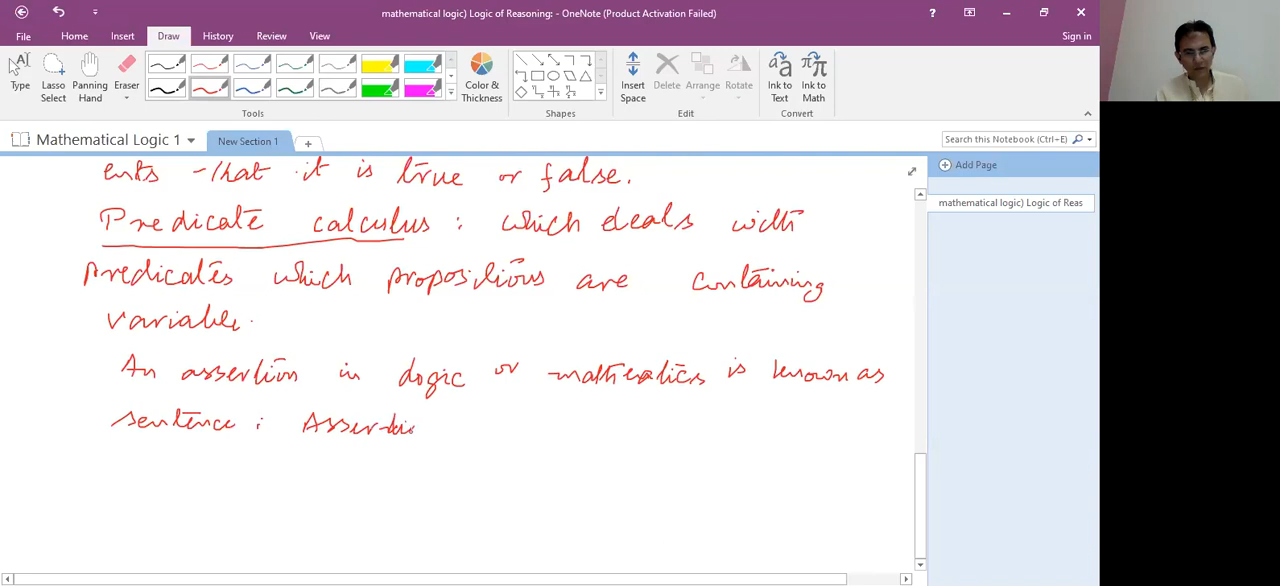 mathematical logic) Logic of Reasoning: - OneNote (Product Activation Failed)
?
File Home Insert Draw History Review View Sign in
Type
Lasso Select
Panning Hand
Eraser
Color & Thickness
Insert Space
Delete
Arrange
Rotate
Ink to Text
Ink to Math
Tools Shapes Edit Convert
Mathematical Logic 1 New Section 1 Search this Notebook (Ctrl+E)
Add Page
mathematical logic) Logic of Reas
ents that it is true or false.
Predicate calculus : which deals with
predicates which propositions are containing
variable.
An assertion in logic or mathematics is known as
sentence : Assertio